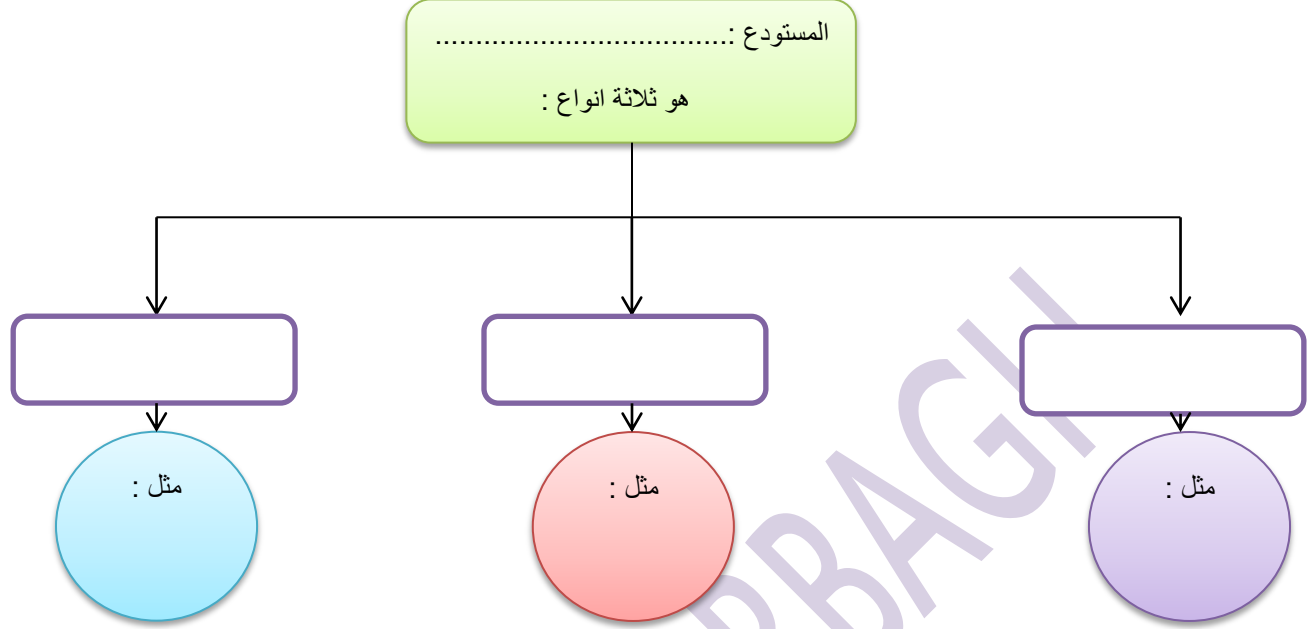 المستودع :....................................
هو ثلاثة انواع :
مثل :
مثل :
مثل :